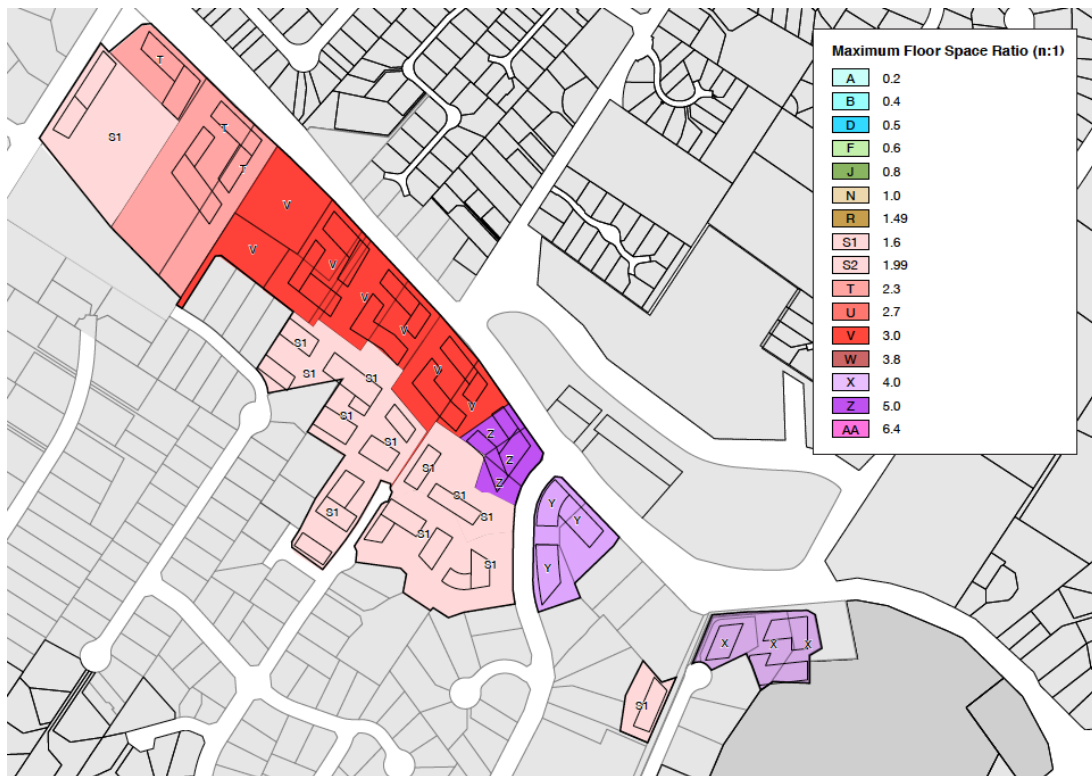 Maximum Floor Space Ratio (n:1)
A 0.2
B 0.4
D 0.5
F 0.6
J 0.8
N 1.0
R 1.49
S1 1.6
S2 1.99
T 2.3
U 2.7
V 3.0
W 3.8
X 4.0
Z 5.0
AA 6.4
T
S1
T
T
V
V
V
V
V
S1
S1
S1
V
V
S1
Z
S1
Z
S1
S1
Z
S1
S1
S1
Y
Y
S1
S1
Y
X
X
X
S1